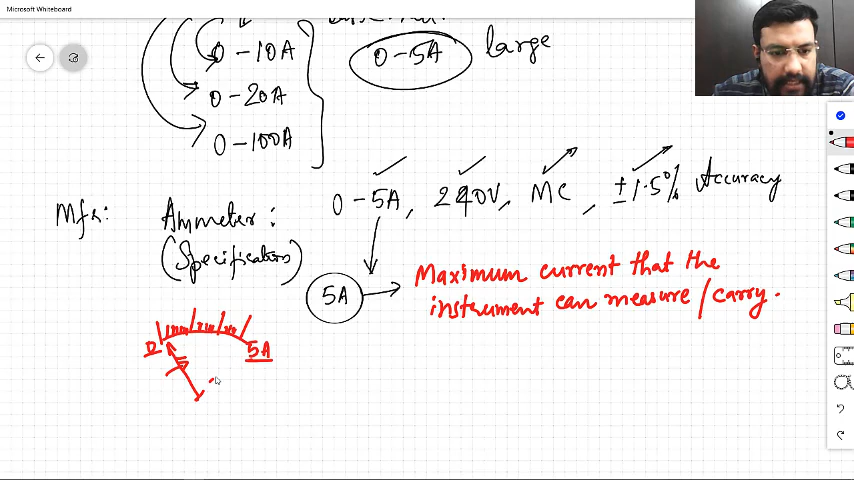 Microsoft Whiteboard
0 - 10A
0 - 20A
0 - 100A
0 - 5A
large
Mfr:
Ammeter:
(Specifications)
0 - 5A, 240V, MC, ±1.5% Accuracy
5A
Maximum current that the
instrument can measure/carry.
0
5A